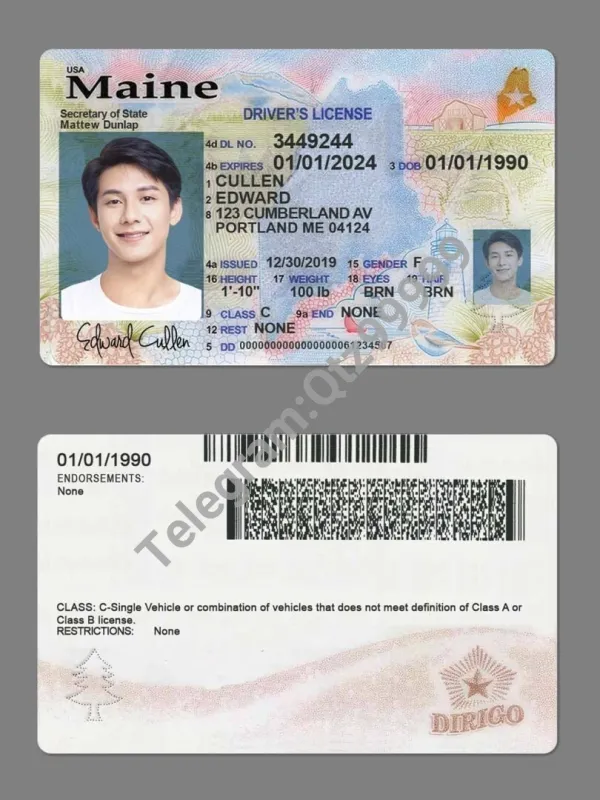 USA
Maine
Secretary of State
Mattew Dunlap
DRIVER'S LICENSE
4d DL NO. 3449244
4b EXPIRES 01/01/2024 3 DOB 01/01/1990
1 CULLEN
2 EDWARD
8 123 CUMBERLAND AV
PORTLAND ME 04124
4a ISSUED 12/30/2019 15 GENDER F
16 HEIGHT 17 WEIGHT 18 EYES 19 HAIR
1'-10" 100 lb BRN BRN
9 CLASS C 9a END NONE
12 REST NONE
Edward Cullen
5 DD
Telegram:
01/01/1990
ENDORSEMENTS:
None
CLASS: C-Single Vehicle or combination of vehicles that does not meet definition of Class A or
Class B license.
RESTRICTIONS: None
DIRIGO